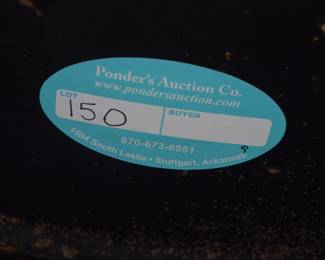 Ponder's Auction Co.
www.pondersauction.com
LOT
150
BUYER
870-673-6551
1504 South Leslie • Stuttgart, Arkansas